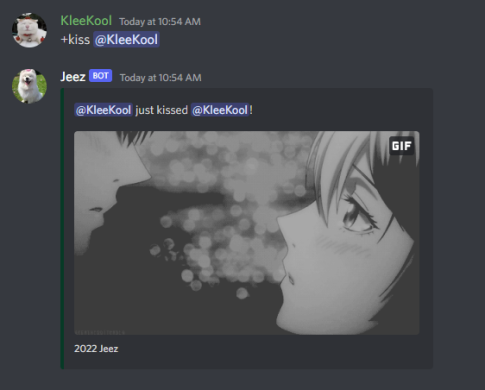 KleeKool Today at 10:54 AM
+kiss @KleeKool
Jeez BOT Today at 10:54 AM
@KleeKool just kissed @KleeKool!
GIF
2022 Jeez